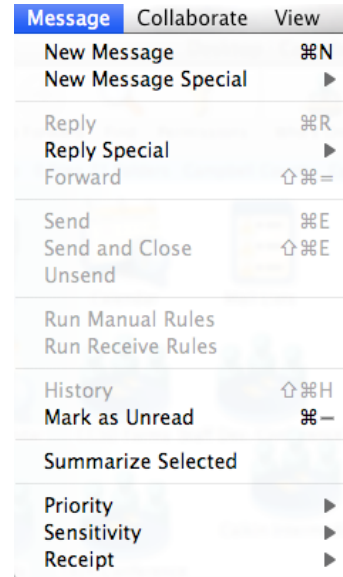 Message Collaborate View
New Message ⌘N
New Message Special ▶
Reply ⌘R
Reply Special ▶
Forward ⇧⌘=
Send ⌘E
Send and Close ⇧⌘E
Unsend
Run Manual Rules
Run Receive Rules
History ⇧⌘H
Mark as Unread ⌘–
Summarize Selected
Priority ▶
Sensitivity ▶
Receipt ▶